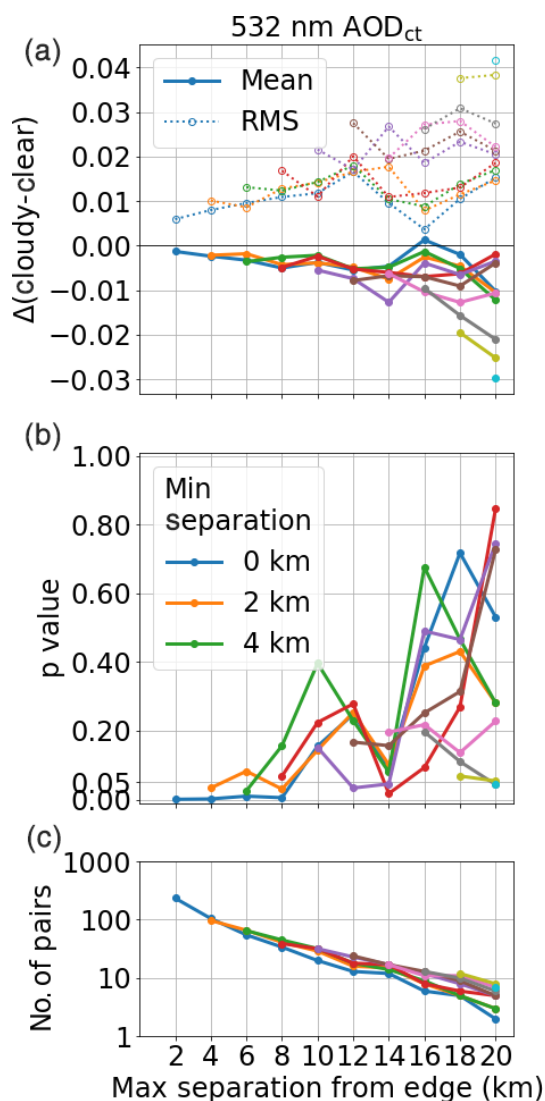 532 nm AOD_ct
(a)
0.04
0.03
0.02
0.01
0.00
−0.01
−0.02
−0.03
Δ(cloudy-clear)
Mean
RMS
(b)
1.00
0.80
0.60
0.40
0.20
0.05
0.00
p value
Min
separation
0 km
2 km
4 km
(c)
1000
100
10
1
No. of pairs
2 4 6 8 10 12 14 16 18 20
Max separation from edge (km)